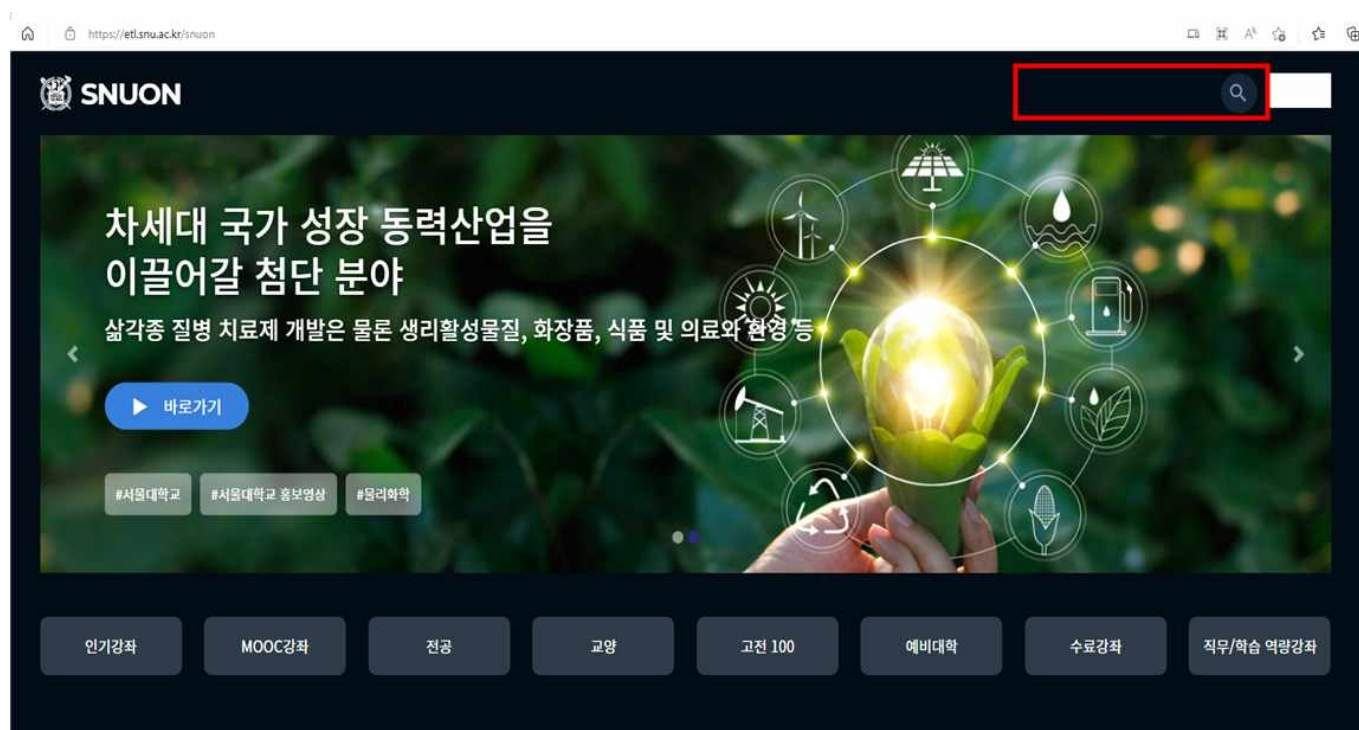 https://etl.snu.ac.kr/snuon
SNUON
차세대 국가 성장 동력산업을
이끌어갈 첨단 분야
삶각종 질병 치료제 개발은 물론 생리활성물질, 화장품, 식품 및 의료와 환경 등
바로가기
#서울대학교 #서울대학교 홍보영상 #물리화학
인기강좌 MOOC강좌 전공 교양 고전 100 예비대학 수료강좌 직무/학습 역량강좌